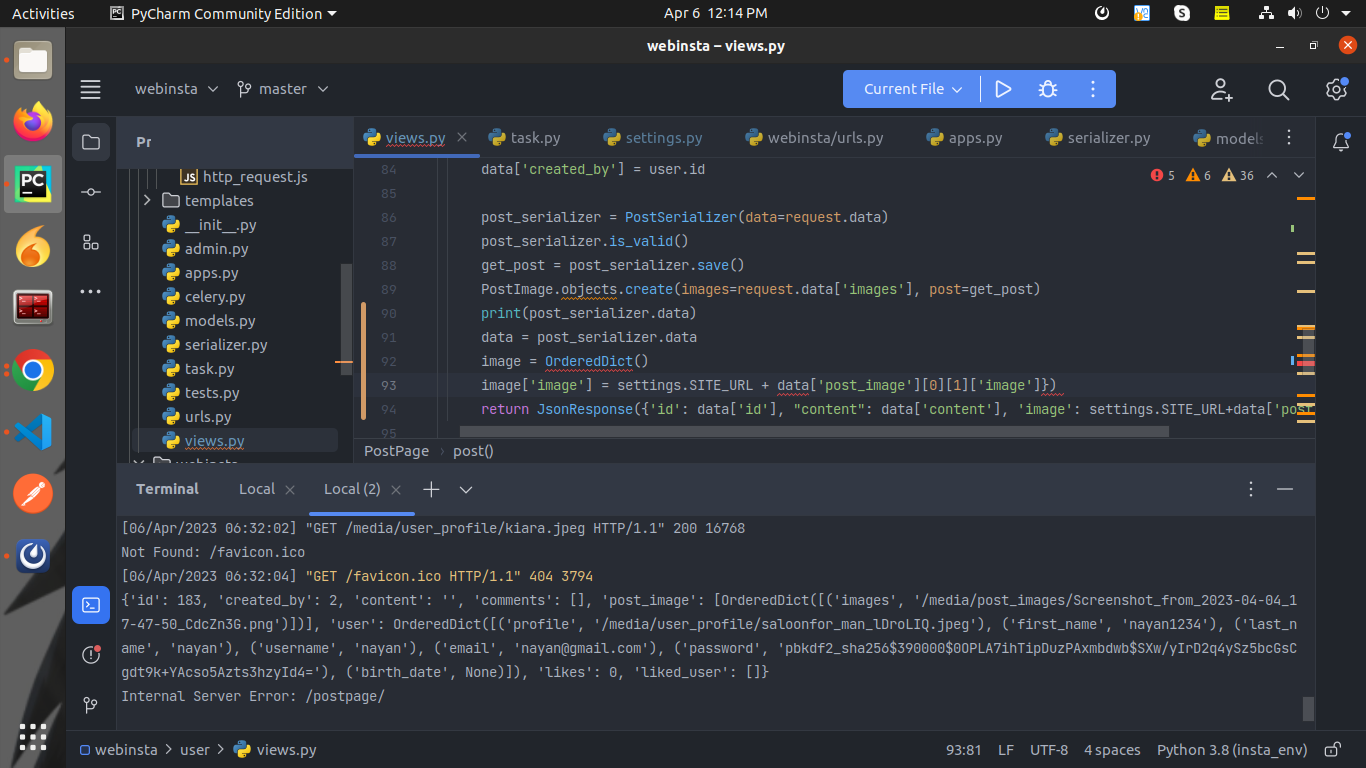 Activities PyCharm Community Edition Apr 6 12:14 PM
webinsta – views.py
webinsta master Current File
Pr
views.py task.py settings.py webinsta/urls.py apps.py serializer.py models
JS http_request.js
templates
__init__.py
admin.py
apps.py
celery.py
models.py
serializer.py
task.py
tests.py
urls.py
views.py
5 6 36
84 data['created_by'] = user.id
85
86 post_serializer = PostSerializer(data=request.data)
87 post_serializer.is_valid()
88 get_post = post_serializer.save()
89 PostImage.objects.create(images=request.data['images'], post=get_post)
90 print(post_serializer.data)
91 data = post_serializer.data
92 image = OrderedDict()
93 image['image'] = settings.SITE_URL + data['post_image'][0][1]['image']})
94 return JsonResponse({'id': data['id'], "content": data['content'], 'image': settings.SITE_URL+data['post
95
PostPage post()
Terminal Local Local (2)
[06/Apr/2023 06:32:02] "GET /media/user_profile/kiara.jpeg HTTP/1.1" 200 16768
Not Found: /favicon.ico
[06/Apr/2023 06:32:04] "GET /favicon.ico HTTP/1.1" 404 3794
{'id': 183, 'created_by': 2, 'content': '', 'comments': [], 'post_image': [OrderedDict([('images', '/media/post_images/Screenshot_from_2023-04-04_1
7-47-50_CdcZn3G.png')])], 'user': OrderedDict([('profile', '/media/user_profile/saloonfor_man_lDroLIQ.jpeg'), ('first_name', 'nayan1234'), ('last_n
ame', 'nayan'), ('username', 'nayan'), ('email', 'nayan@gmail.com'), ('password', 'pbkdf2_sha256$390000$0OPLA7ihTipDuzPAxmbdwb$SXw/yIrD2q4ySz5bcGsC
gdt9k+YAcso5Azts3hzyId4='), ('birth_date', None)]), 'likes': 0, 'liked_user': []}
Internal Server Error: /postpage/
webinsta user views.py 93:81 LF UTF-8 4 spaces Python 3.8 (insta_env)